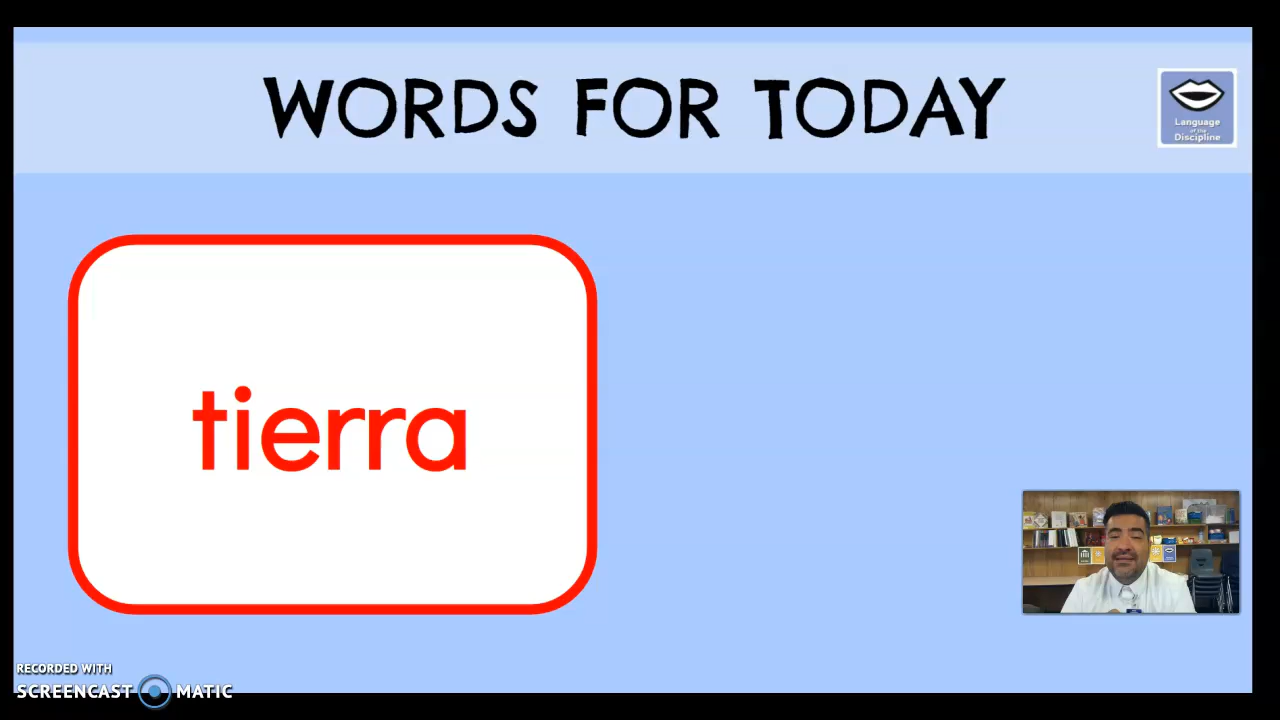 WORDS FOR TODAY
Language
of the
Discipline
tierra
RECORDED WITH
SCREENCAST MATIC